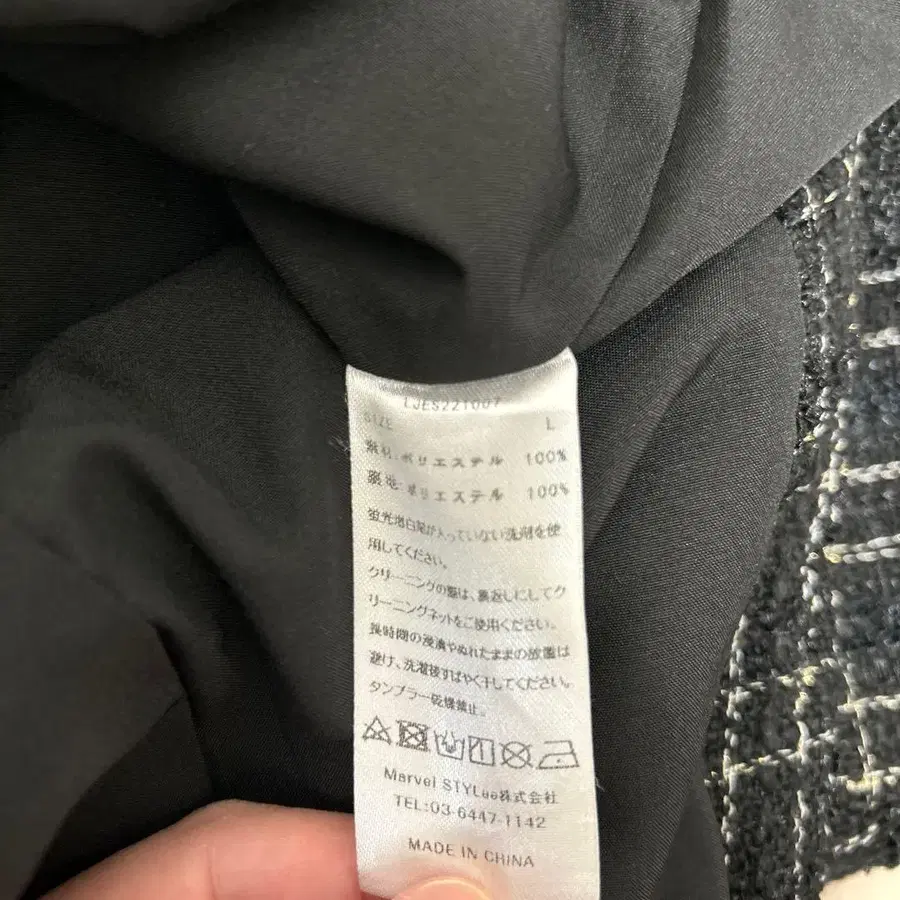 LJES221007
SIZE L
素材:ポリエステル 100%
裏地:ポリエステル 100%
蛍光増白剤が入っていない洗剤を使
用してください。
クリーニングの際は、裏返しにしてク
リーニングネットをご使用ください。
長時間の浸漬やぬれたままの放置は
避け、洗濯後すばやく干してください。
タンブラー乾燥禁止。
Marvel STYLee株式会社
TEL:03-6447-1142
MADE IN CHINA